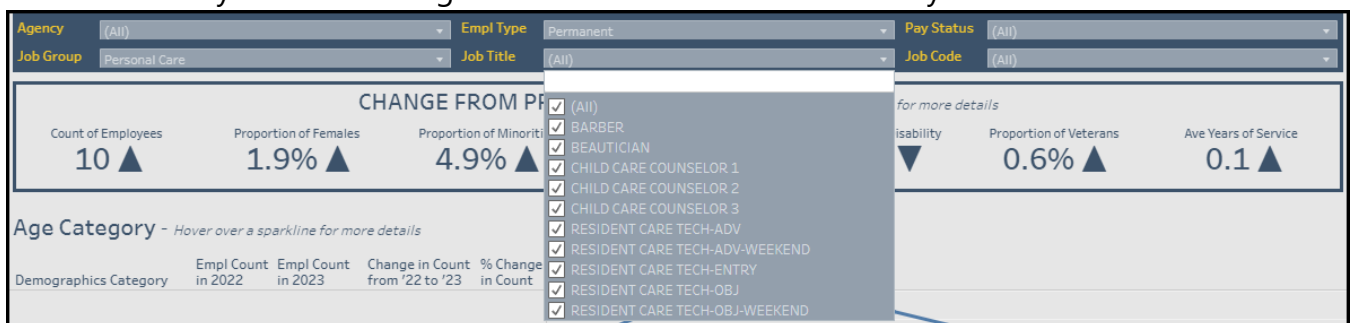 Agency (All) Empl Type Permanent Pay Status (All)
Job Group Personal Care Job Title (All) Job Code (All)
CHANGE FROM PR for more details
Count of Employees Proportion of Females Proportion of Minoriti isability Proportion of Veterans Ave Years of Service
10 ▲ 1.9% ▲ 4.9% ▲ ▼ 0.6% ▲ 0.1 ▲
(All)
BARBER
BEAUTICIAN
CHILD CARE COUNSELOR 1
CHILD CARE COUNSELOR 2
CHILD CARE COUNSELOR 3
RESIDENT CARE TECH-ADV
RESIDENT CARE TECH-ADV-WEEKEND
RESIDENT CARE TECH-ENTRY
RESIDENT CARE TECH-OBJ
RESIDENT CARE TECH-OBJ-WEEKEND
Age Category - Hover over a sparkline for more details
Empl Count Empl Count Change in Count % Change
Demographics Category in 2022 in 2023 from '22 to '23 in Count